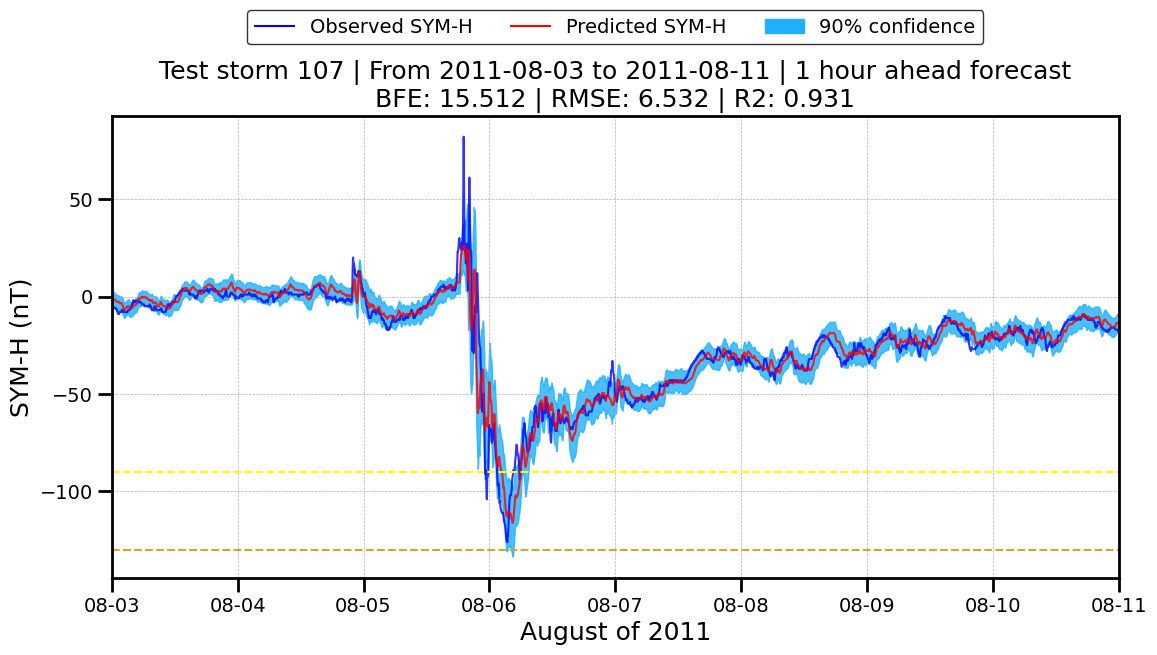 Observed SYM-H
Predicted SYM-H
90% confidence
Test storm 107 | From 2011-08-03 to 2011-08-11 | 1 hour ahead forecast
BFE: 15.512 | RMSE: 6.532 | R2: 0.931
SYM-H (nT)
50
0
−50
−100
08-03
08-04
08-05
08-06
08-07
08-08
08-09
08-10
08-11
August of 2011